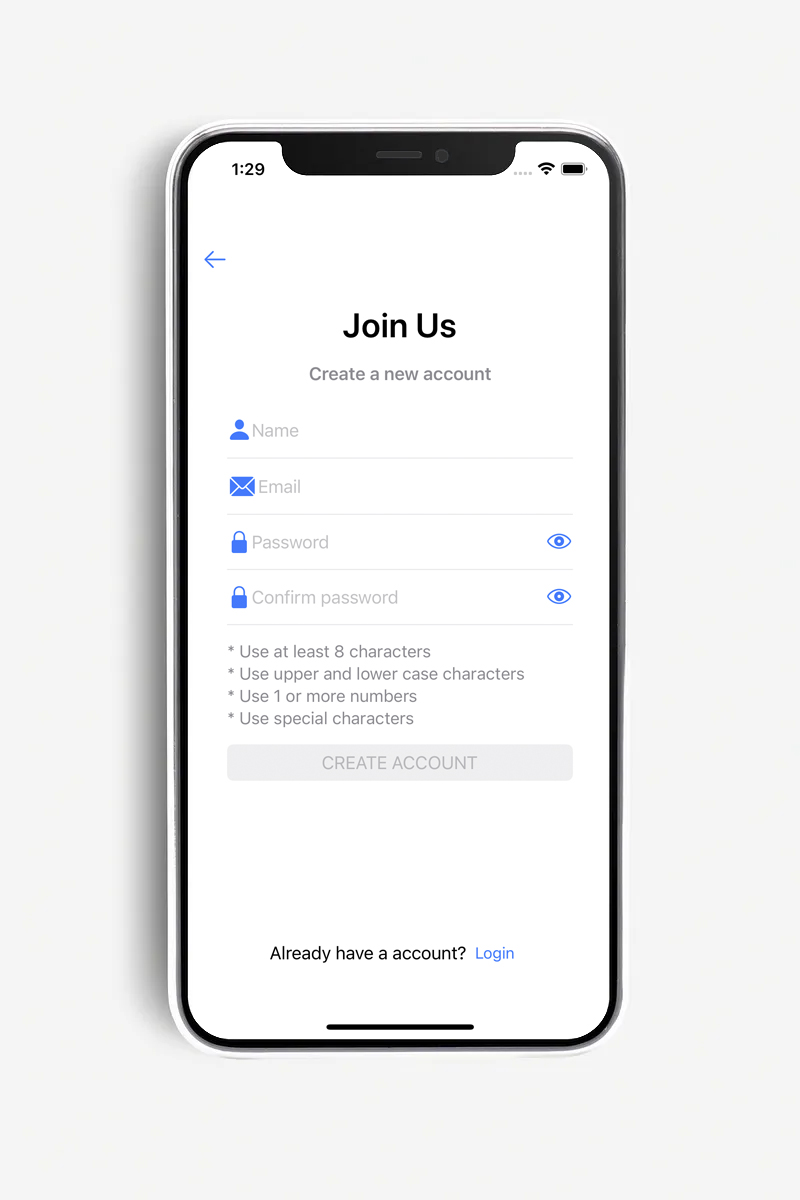 1:29
Join Us
Create a new account
Name
Email
Password
Confirm password
* Use at least 8 characters
* Use upper and lower case characters
* Use 1 or more numbers
* Use special characters
CREATE ACCOUNT
Already have a account? Login